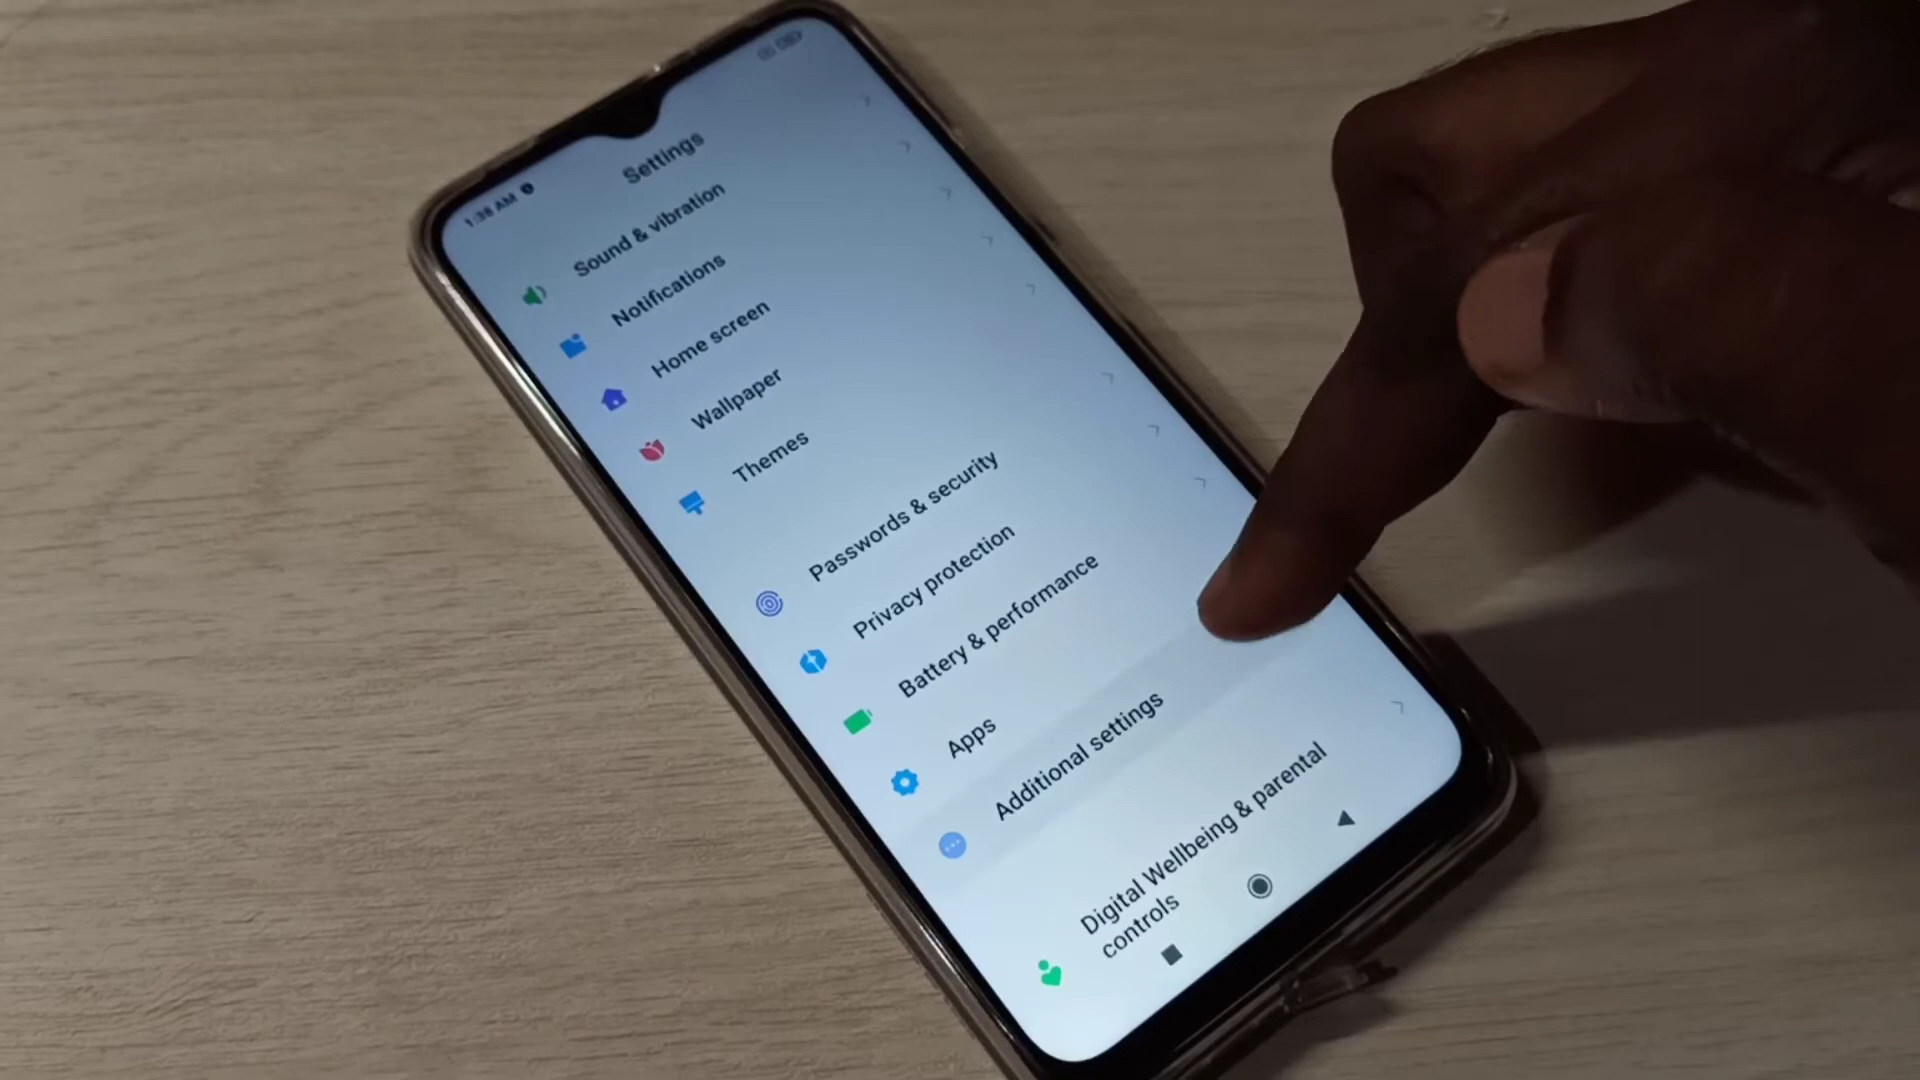 1:38 AM
Settings
Sound & vibration
Notifications
Home screen
Wallpaper
Themes
Passwords & security
Privacy protection
Battery & performance
Apps
Additional settings
Digital Wellbeing & parental
controls